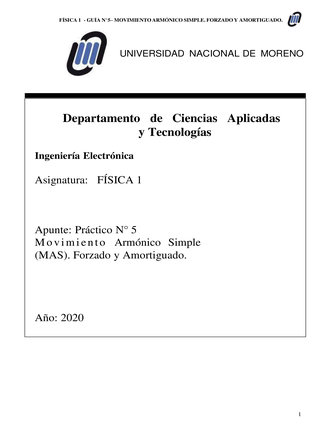 FÍSICA 1 - GUÍA N°5- MOVIMIENTO ARMÓNICO SIMPLE, FORZADO Y AMORTIGUADO.
UNIVERSIDAD NACIONAL DE MORENO
Departamento de Ciencias Aplicadas
y Tecnologías
Ingeniería Electrónica
Asignatura: FÍSICA 1
Apunte: Práctico N° 5
Movimiento Armónico Simple
(MAS). Forzado y Amortiguado.
Año: 2020
1